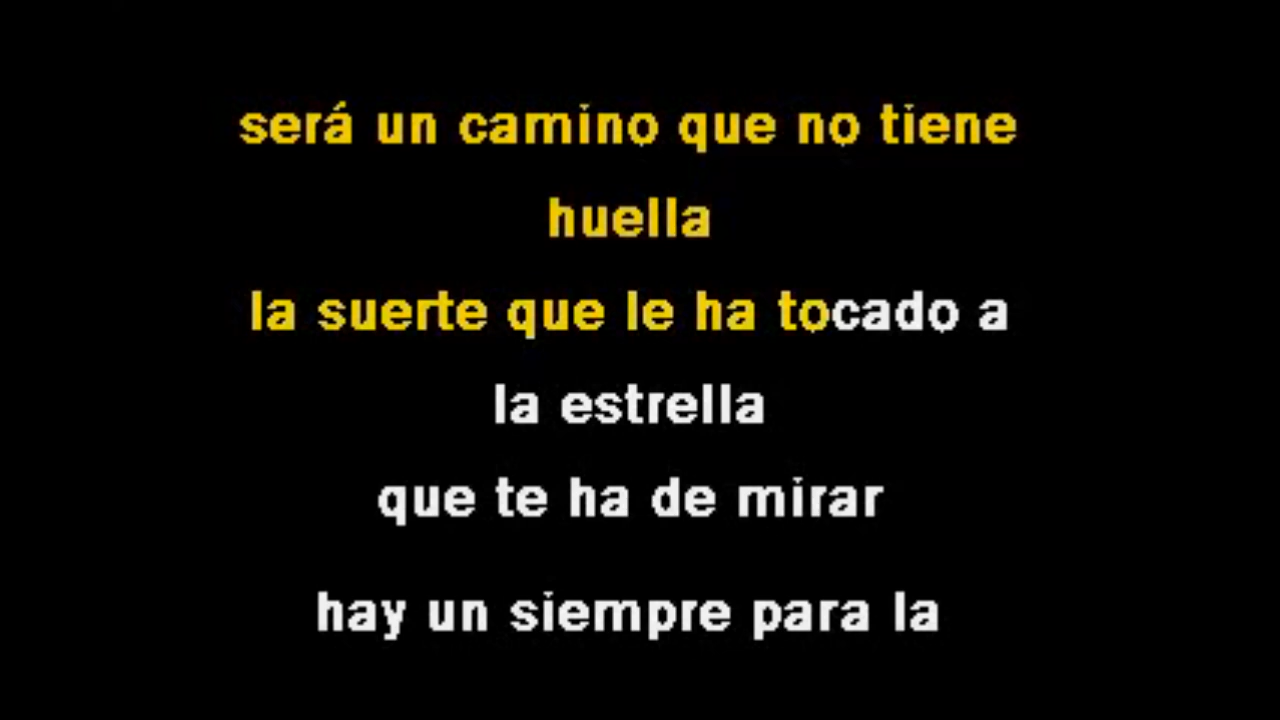 será un camino que no tiene
huella
la suerte que le ha tocado a
la estrella
que te ha de mirar
hay un siempre para la